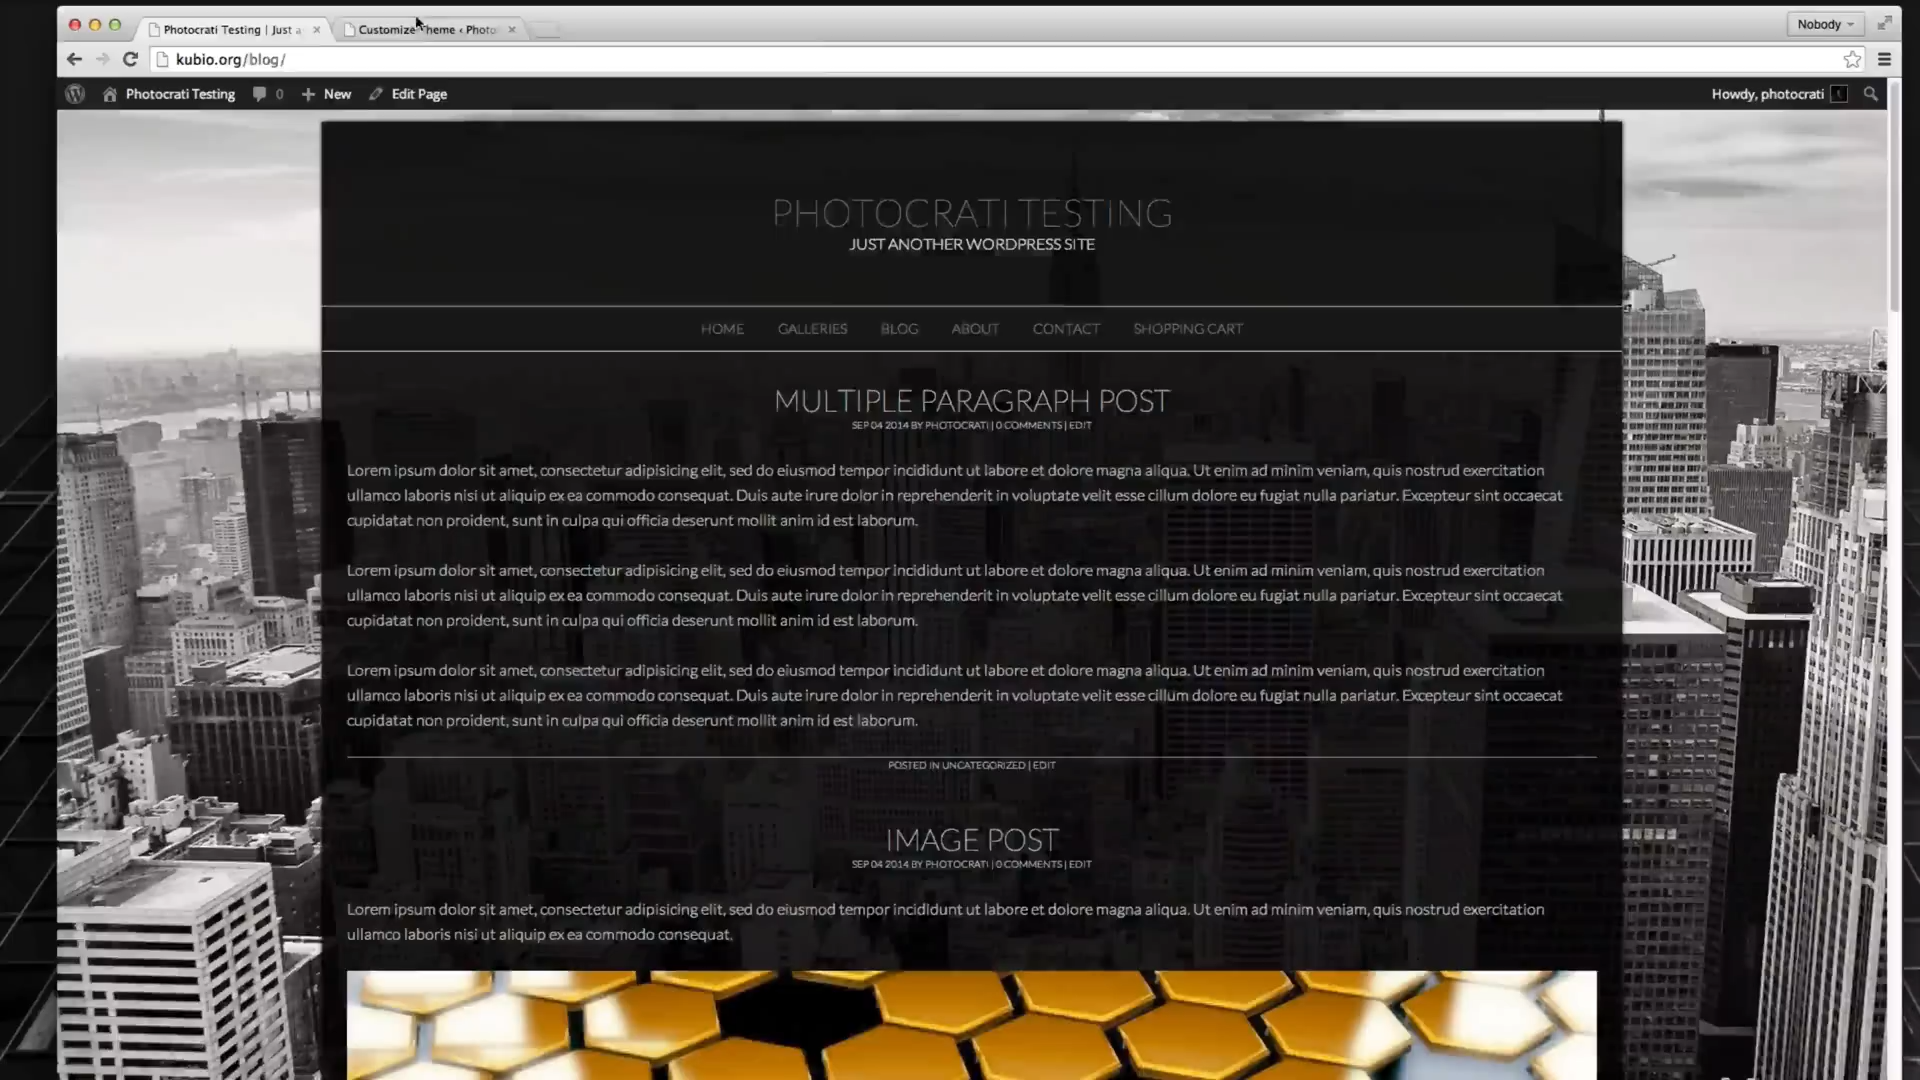 Photocrati Testing | Just a
Customize Theme ‹ Photo
Nobody
kubio.org/blog/
Photocrati Testing
0
New
Edit Page
Howdy, photocrati
PHOTOCRATI TESTING
JUST ANOTHER WORDPRESS SITE
HOME GALLERIES BLOG ABOUT CONTACT SHOPPING CART
MULTIPLE PARAGRAPH POST
SEP 04 2014 BY PHOTOCRATI | 0 COMMENTS | EDIT
Lorem ipsum dolor sit amet, consectetur adipisicing elit, sed do eiusmod tempor incididunt ut labore et dolore magna aliqua. Ut enim ad minim veniam, quis nostrud exercitation
ullamco laboris nisi ut aliquip ex ea commodo consequat. Duis aute irure dolor in reprehenderit in voluptate velit esse cillum dolore eu fugiat nulla pariatur. Excepteur sint occaecat
cupidatat non proident, sunt in culpa qui officia deserunt mollit anim id est laborum.
Lorem ipsum dolor sit amet, consectetur adipisicing elit, sed do eiusmod tempor incididunt ut labore et dolore magna aliqua. Ut enim ad minim veniam, quis nostrud exercitation
ullamco laboris nisi ut aliquip ex ea commodo consequat. Duis aute irure dolor in reprehenderit in voluptate velit esse cillum dolore eu fugiat nulla pariatur. Excepteur sint occaecat
cupidatat non proident, sunt in culpa qui officia deserunt mollit anim id est laborum.
Lorem ipsum dolor sit amet, consectetur adipisicing elit, sed do eiusmod tempor incididunt ut labore et dolore magna aliqua. Ut enim ad minim veniam, quis nostrud exercitation
ullamco laboris nisi ut aliquip ex ea commodo consequat. Duis aute irure dolor in reprehenderit in voluptate velit esse cillum dolore eu fugiat nulla pariatur. Excepteur sint occaecat
cupidatat non proident, sunt in culpa qui officia deserunt mollit anim id est laborum.
POSTED IN UNCATEGORIZED | EDIT
IMAGE POST
SEP 04 2014 BY PHOTOCRATI | 0 COMMENTS | EDIT
Lorem ipsum dolor sit amet, consectetur adipisicing elit, sed do eiusmod tempor incididunt ut labore et dolore magna aliqua. Ut enim ad minim veniam, quis nostrud exercitation
ullamco laboris nisi ut aliquip ex ea commodo consequat.